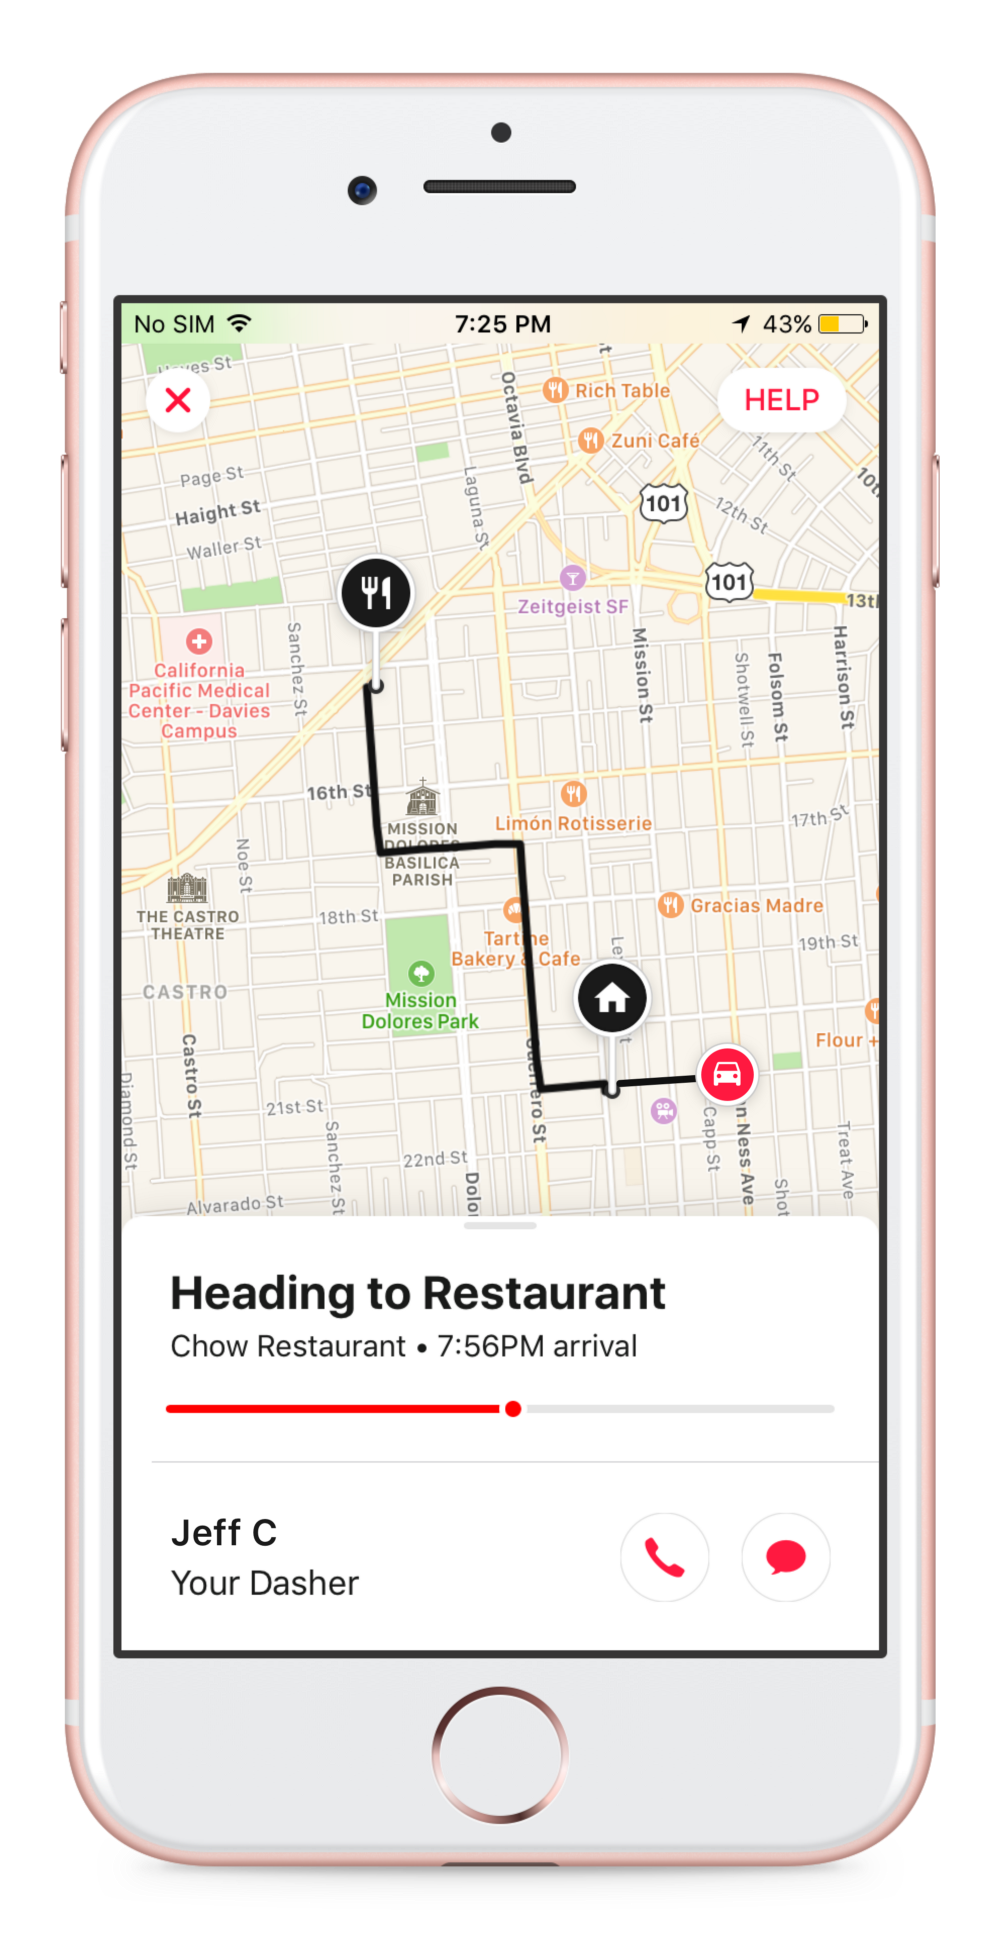 No SIM
7:25 PM
43%
Hayes St
HELP
Octavia Blvd
Rich Table
Zuni Café
11th St
10th
Page St
Laguna St
101
12th St
Haight St
Waller St
Zeitgeist SF
101
13th
California
Pacific Medical
Center - Davies
Campus
Sanchez St
Mission St
Shotwell St
Folsom St
Harrison St
16th St
MISSION
DOLORES
BASILICA
PARISH
Limón Rotisserie
17th St
Noe St
THE CASTRO
THEATRE
18th St
Gracias Madre
Tartine
Bakery & Cafe
19th St
CASTRO
Mission
Dolores Park
Flour +
Castro St
Guerrero St
Diamond St
21st St
Sanchez St
22nd St
Dolo
Capp St
n Ness Ave
Shot
Treat Ave
Alvarado St
Heading to Restaurant
Chow Restaurant • 7:56PM arrival
Jeff C
Your Dasher